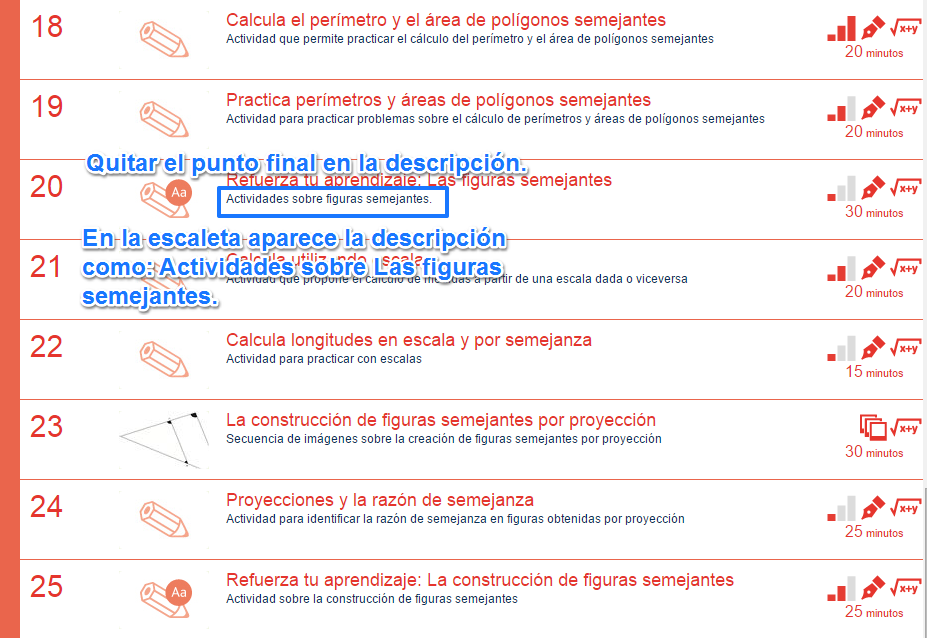 18
Calcula el perímetro y el área de polígonos semejantes
Actividad que permite practicar el cálculo del perímetro y el área de polígonos semejantes
√x+y
20 minutos
19
Practica perímetros y áreas de polígonos semejantes
Actividad para practicar problemas sobre el cálculo de perímetros y áreas de polígonos semejantes
√x+y
20 minutos
Quitar el punto final en la descripción.
20
Aa
Refuerza tu aprendizaje: Las figuras semejantes
Actividades sobre figuras semejantes.
√x+y
30 minutos
En la escaleta aparece la descripción
como: Actividades sobre Las figuras
semejantes.
21
Calcula utilizando escalas
Actividad que propone el cálculo de medidas a partir de una escala dada o viceversa
√x+y
20 minutos
22
Calcula longitudes en escala y por semejanza
Actividad para practicar con escalas
√x+y
15 minutos
23
La construcción de figuras semejantes por proyección
Secuencia de imágenes sobre la creación de figuras semejantes por proyección
√x+y
30 minutos
24
Proyecciones y la razón de semejanza
Actividad para identificar la razón de semejanza en figuras obtenidas por proyección
√x+y
25 minutos
25
Aa
Refuerza tu aprendizaje: La construcción de figuras semejantes
Actividad sobre la construcción de figuras semejantes
√x+y
25 minutos